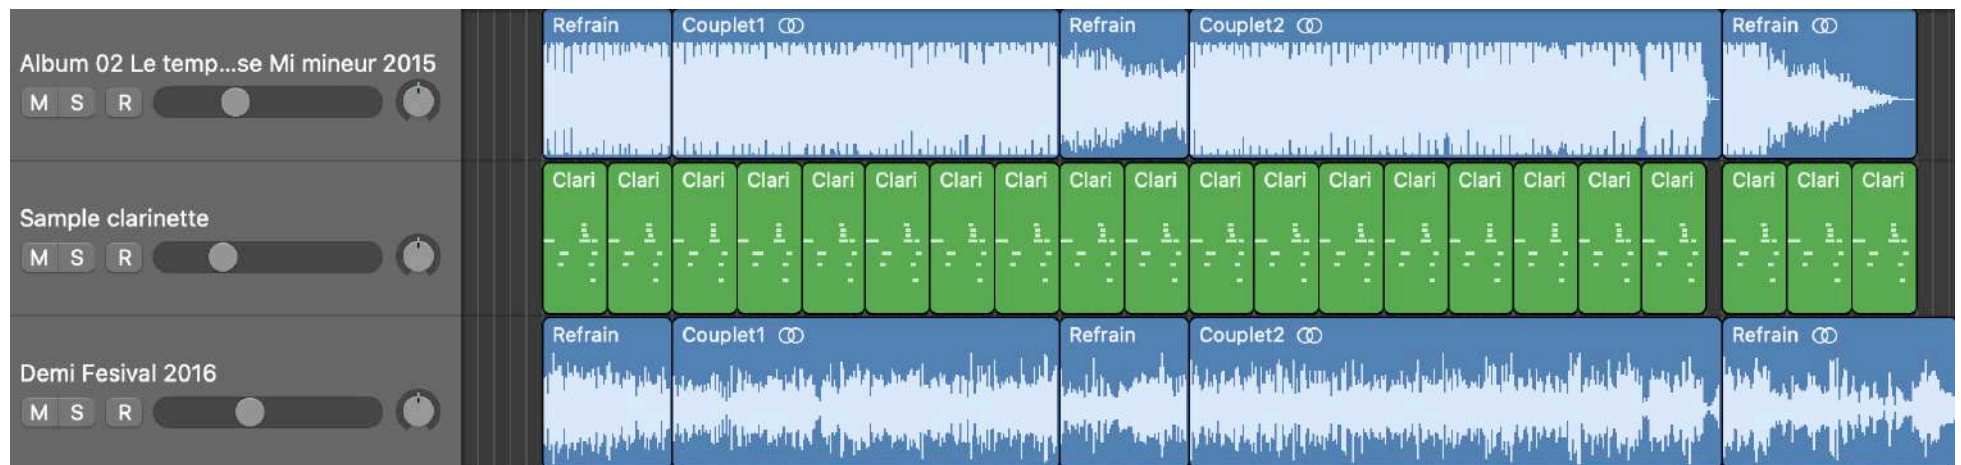 Refrain Couplet1 Refrain Couplet2 Refrain
Album 02 Le temp...se Mi mineur 2015
M S R
Clari Clari Clari Clari Clari Clari Clari Clari Clari Clari Clari Clari Clari Clari Clari Clari Clari Clari Clari Clari Clari
Sample clarinette
M S R
Refrain Couplet1 Refrain Couplet2 Refrain
Demi Fesival 2016
M S R